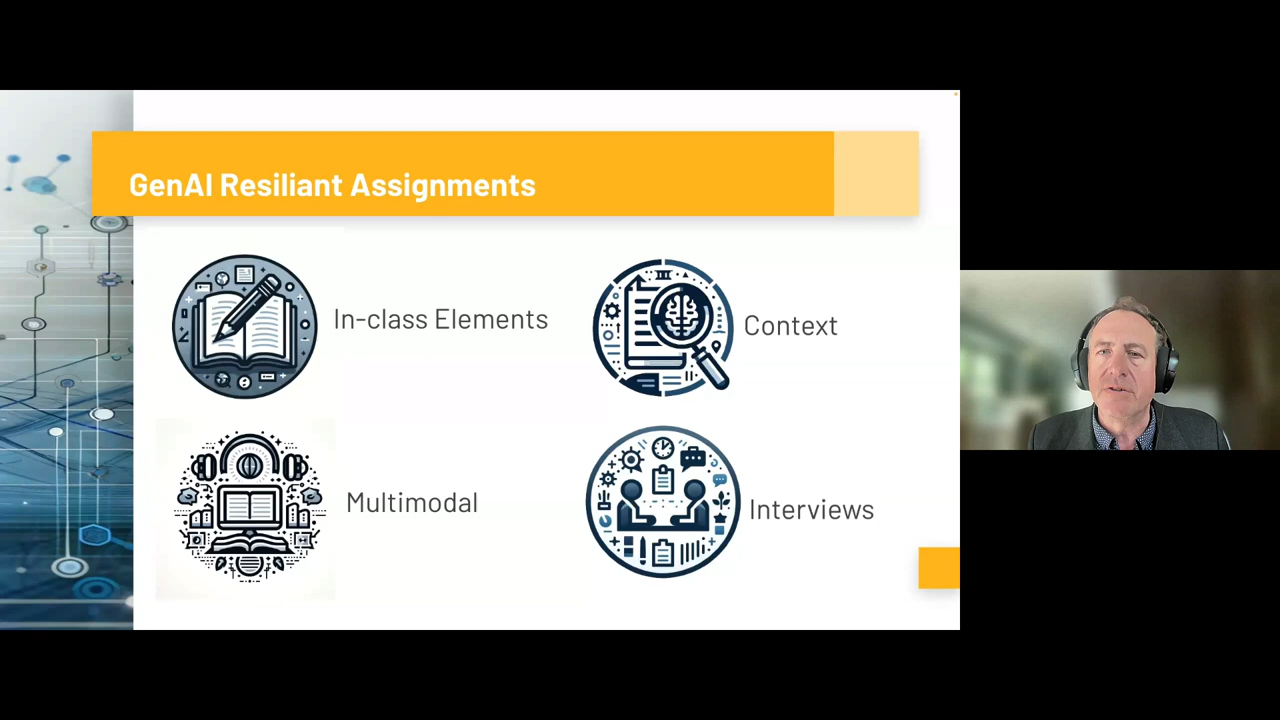 GenAI Resiliant Assignments
In-class Elements
Context
Multimodal
Interviews